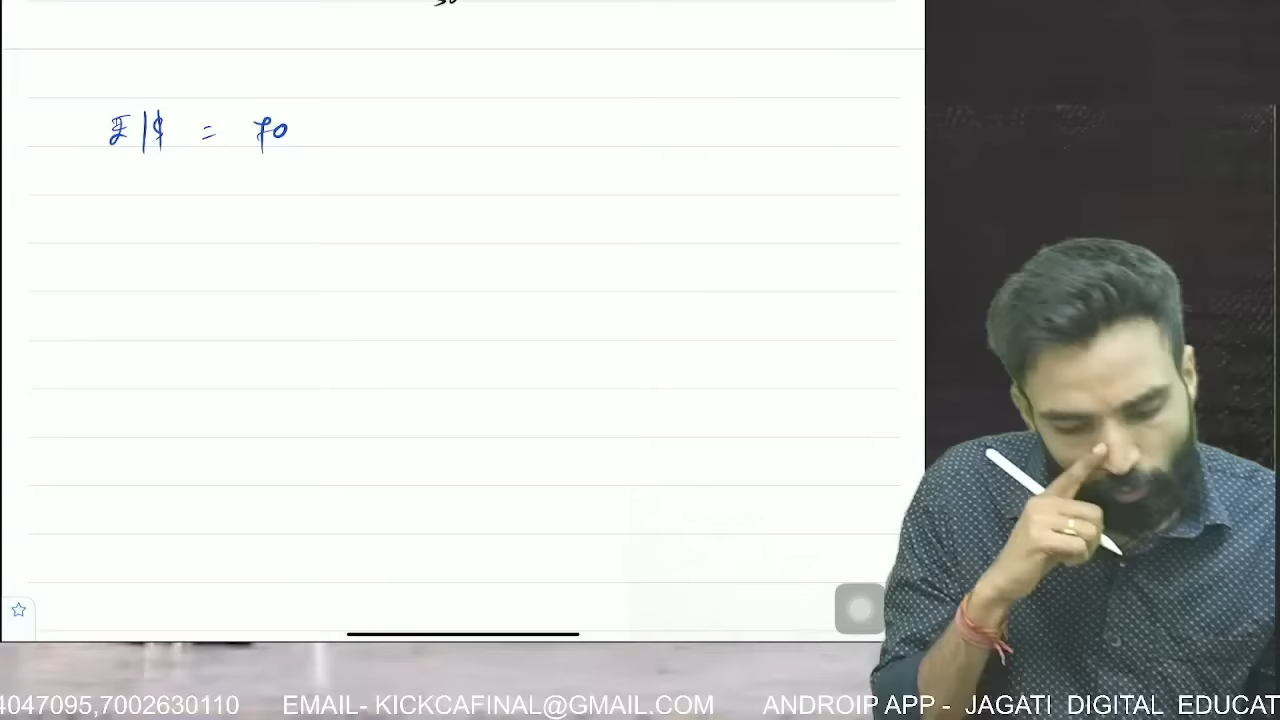 ₹|$ = 70
4047095,7002630110 EMAIL- KICKCAFINAL@GMAIL.COM ANDROIP APP - JAGATI DIGITAL EDUCAT